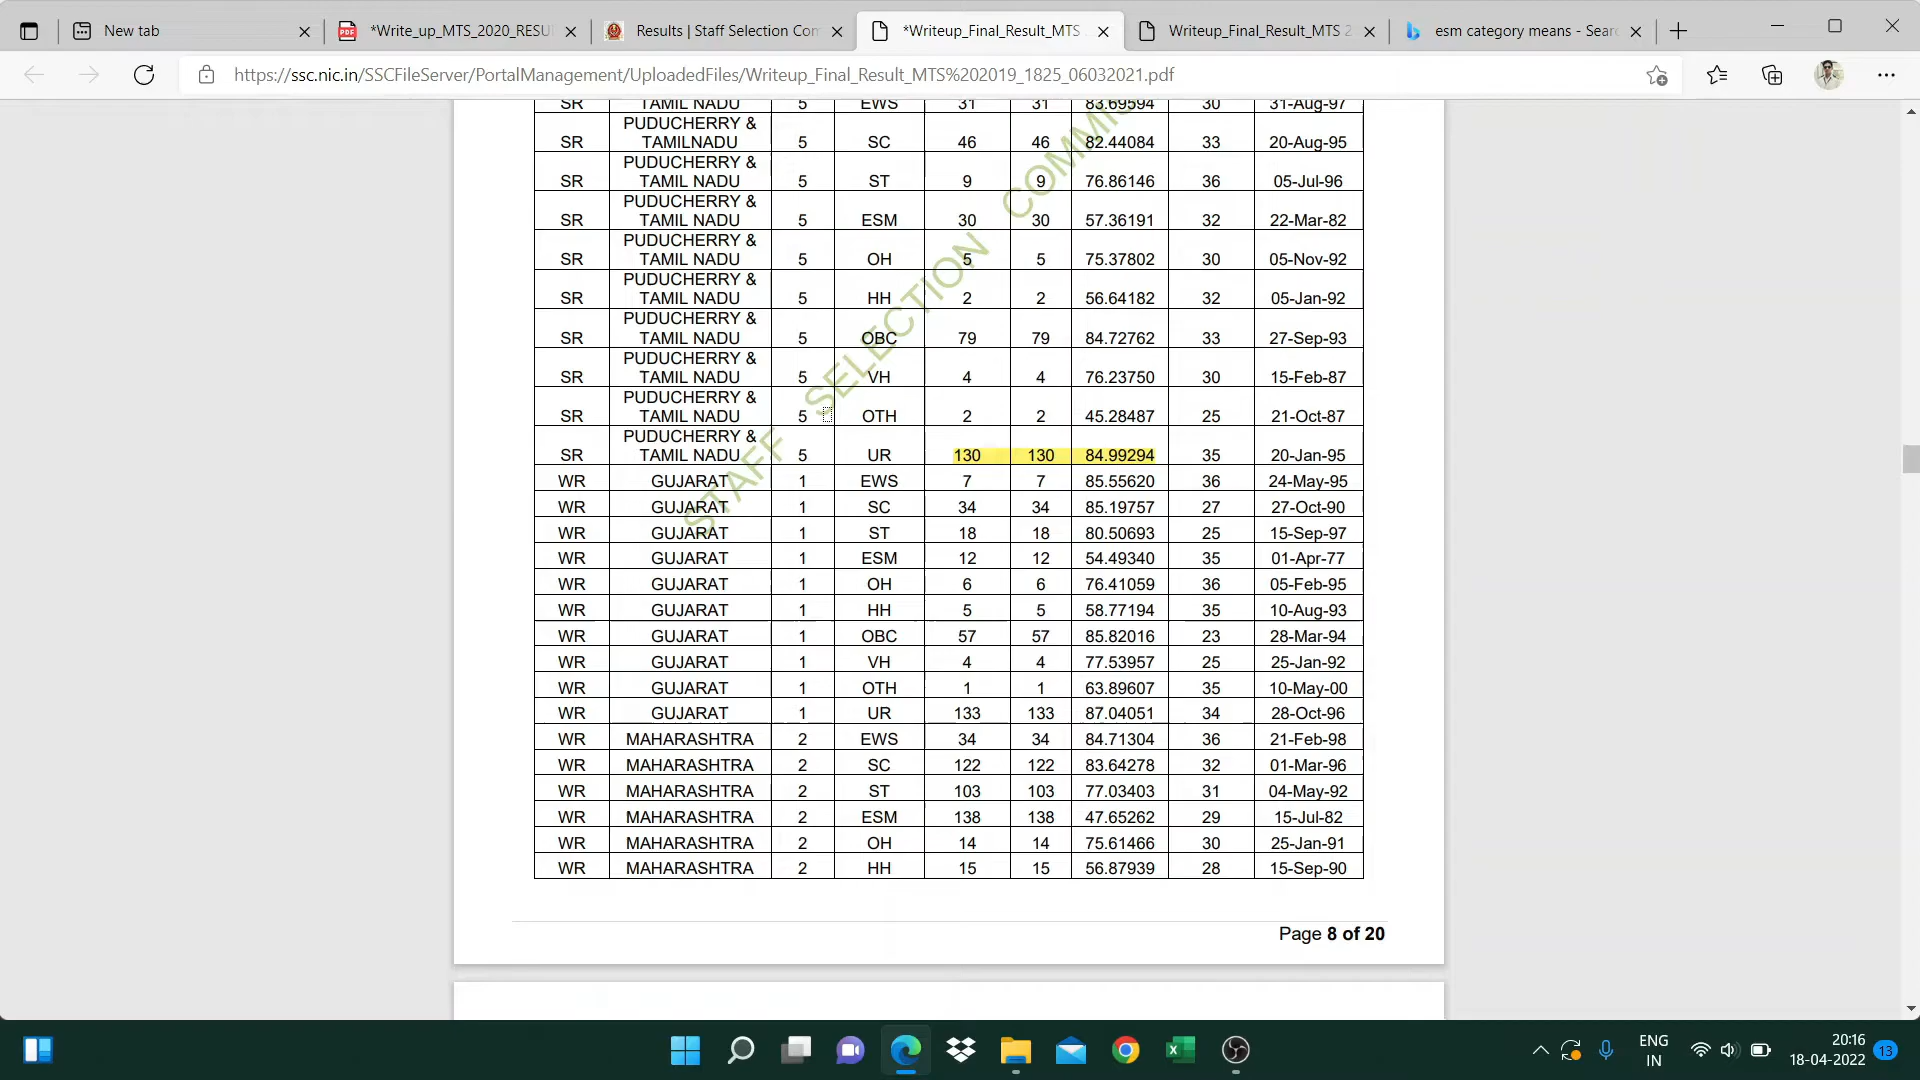 New tab
*Write_up_MTS_2020_RESU
Results | Staff Selection Com
*Writeup_Final_Result_MTS
Writeup_Final_Result_MTS 2
esm category means - Sear
https://ssc.nic.in/SSCFileServer/PortalManagement/UploadedFiles/Writeup_Final_Result_MTS%202019_1825_06032021.pdf
SR TAMIL NADU 5 EWS 31 31 83.69594 30 31-Aug-97
PUDUCHERRY &
SR TAMILNADU 5 SC 46 46 82.44084 33 20-Aug-95
PUDUCHERRY &
SR TAMIL NADU 5 ST 9 9 76.86146 36 05-Jul-96
PUDUCHERRY &
SR TAMIL NADU 5 ESM 30 30 57.36191 32 22-Mar-82
PUDUCHERRY &
SR TAMIL NADU 5 OH 5 5 75.37802 30 05-Nov-92
PUDUCHERRY &
SR TAMIL NADU 5 HH 2 2 56.64182 32 05-Jan-92
PUDUCHERRY &
SR TAMIL NADU 5 OBC 79 79 84.72762 33 27-Sep-93
PUDUCHERRY &
SR TAMIL NADU 5 VH 4 4 76.23750 30 15-Feb-87
PUDUCHERRY &
SR TAMIL NADU 5 OTH 2 2 45.28487 25 21-Oct-87
PUDUCHERRY &
SR TAMIL NADU 5 UR 130 130 84.99294 35 20-Jan-95
WR GUJARAT 1 EWS 7 7 85.55620 36 24-May-95
WR GUJARAT 1 SC 34 34 85.19757 27 27-Oct-90
WR GUJARAT 1 ST 18 18 80.50693 25 15-Sep-97
WR GUJARAT 1 ESM 12 12 54.49340 35 01-Apr-77
WR GUJARAT 1 OH 6 6 76.41059 36 05-Feb-95
WR GUJARAT 1 HH 5 5 58.77194 35 10-Aug-93
WR GUJARAT 1 OBC 57 57 85.82016 23 28-Mar-94
WR GUJARAT 1 VH 4 4 77.53957 25 25-Jan-92
WR GUJARAT 1 OTH 1 1 63.89607 35 10-May-00
WR GUJARAT 1 UR 133 133 87.04051 34 28-Oct-96
WR MAHARASHTRA 2 EWS 34 34 84.71304 36 21-Feb-98
WR MAHARASHTRA 2 SC 122 122 83.64278 32 01-Mar-96
WR MAHARASHTRA 2 ST 103 103 77.03403 31 04-May-92
WR MAHARASHTRA 2 ESM 138 138 47.65262 29 15-Jul-82
WR MAHARASHTRA 2 OH 14 14 75.61466 30 25-Jan-91
WR MAHARASHTRA 2 HH 15 15 56.87939 28 15-Sep-90
STAFF SELECTION COMMIS
Page 8 of 20
ENG
IN
20:16
18-04-2022
13